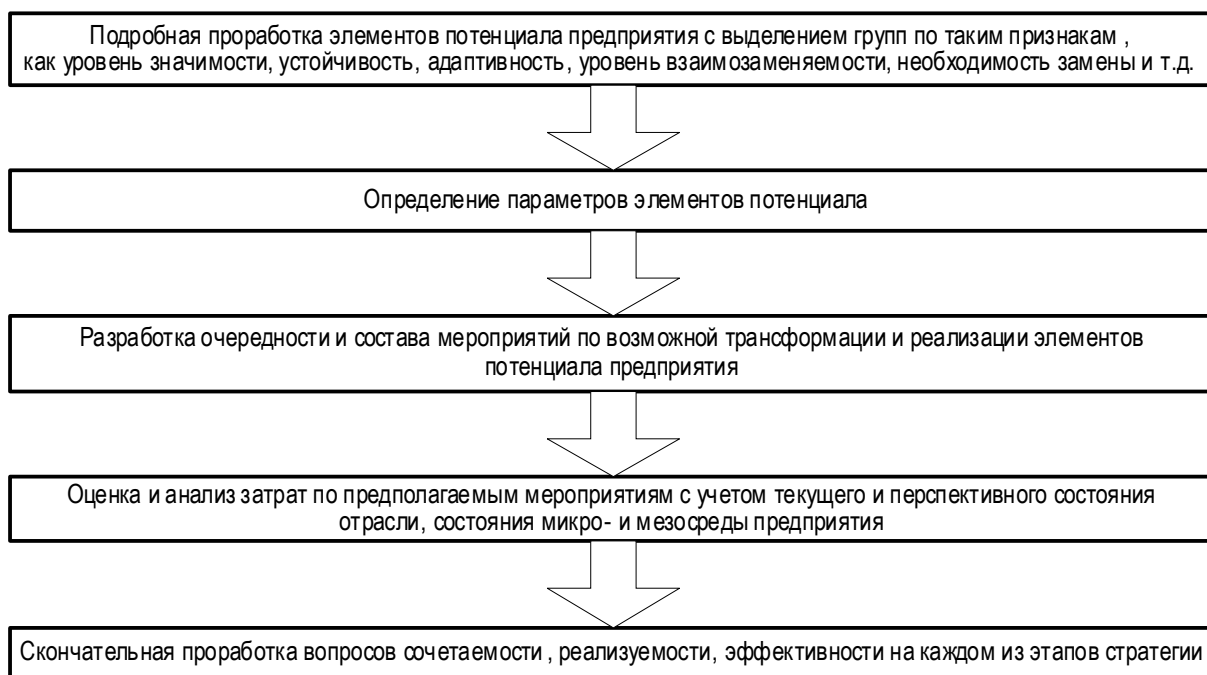 Подробная проработка элементов потенциала предприятия с выделением групп по таким признакам ,
как уровень значимости, устойчивость, адаптивность, уровень взаимозаменяемости, необходимость замены и т.д.
Определение параметров элементов потенциала
Разработка очередности и состава мероприятий по возможной трансформации и реализации элементов
потенциала предприятия
Оценка и анализ затрат по предполагаемым мероприятиям с учетом текущего и перспективного состояния
отрасли, состояния микро- и мезосреды предприятия
Скончательная проработка вопросов сочетаемости , реализуемости, эффективности на каждом из этапов стратегии